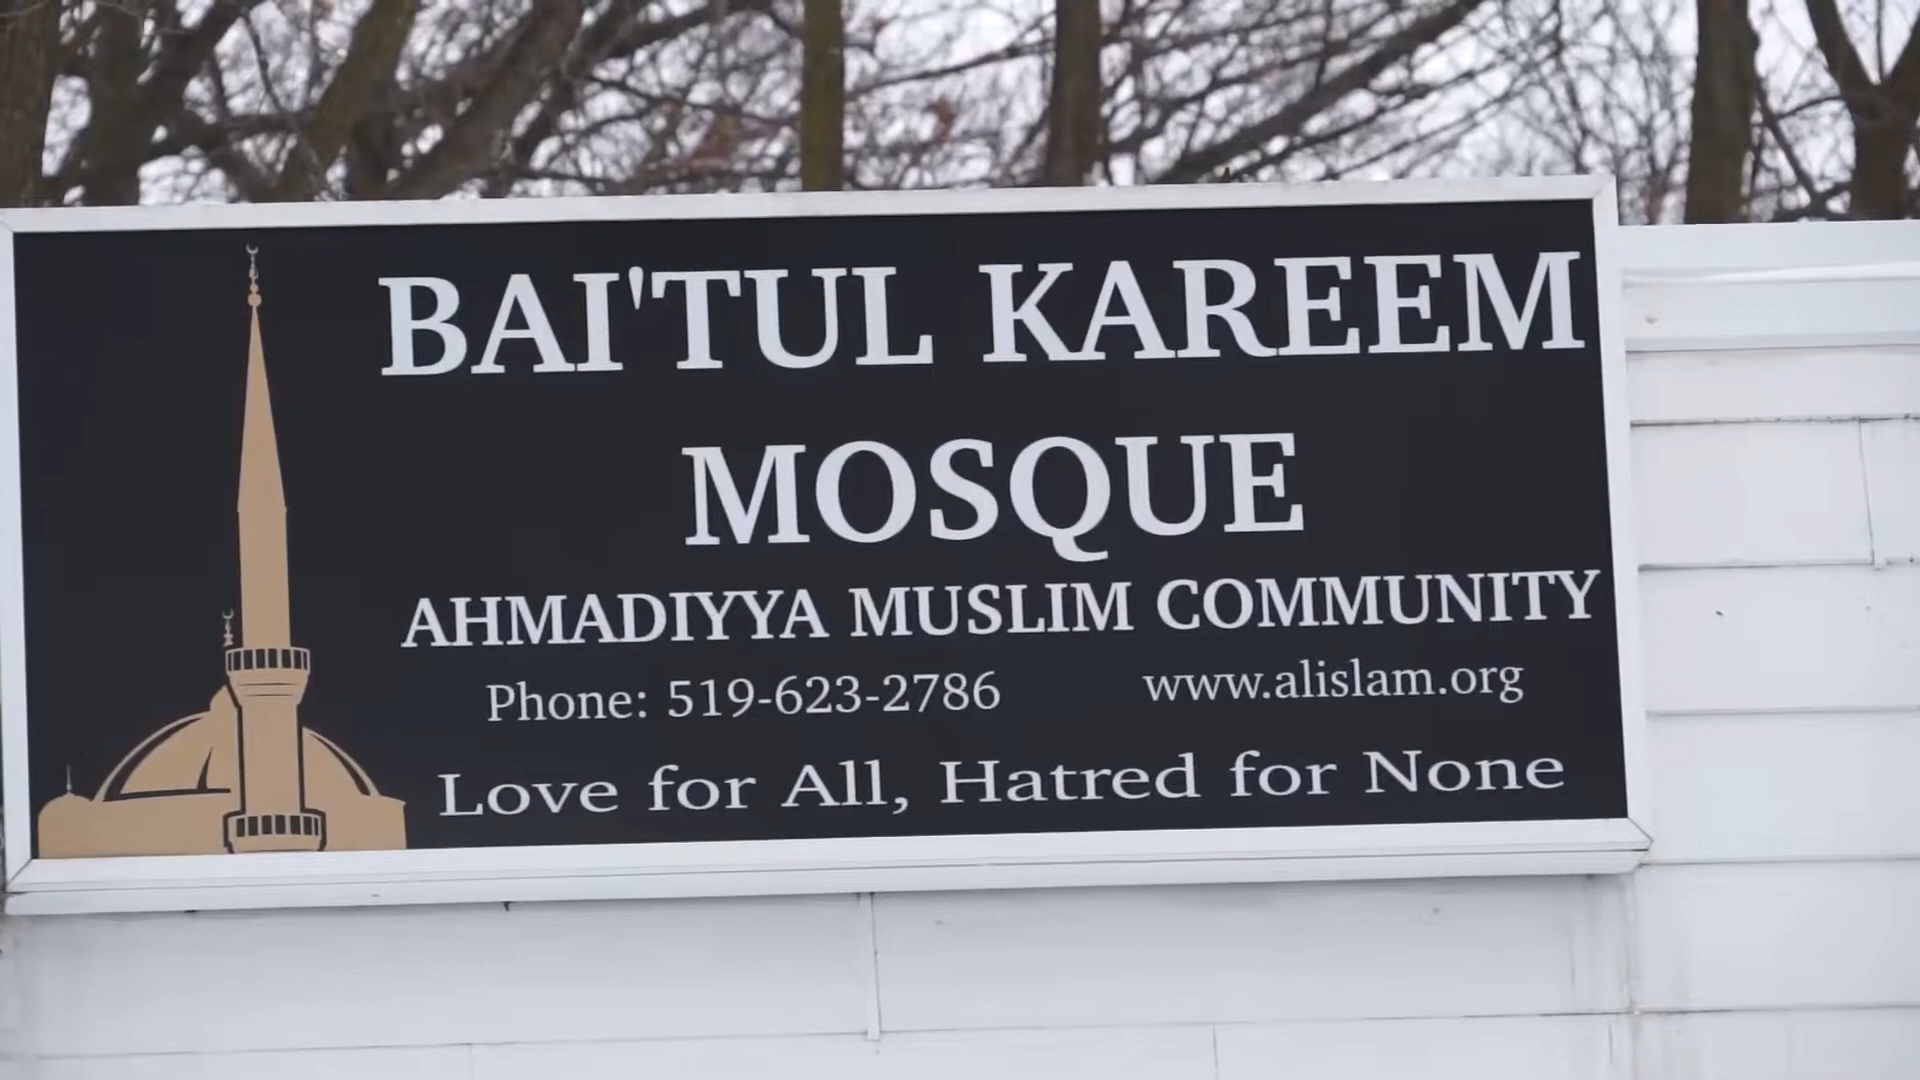 BAI'TUL KAREEM
MOSQUE
AHMADIYYA MUSLIM COMMUNITY
Phone: 519-623-2786 www.alislam.org
Love for All, Hatred for None